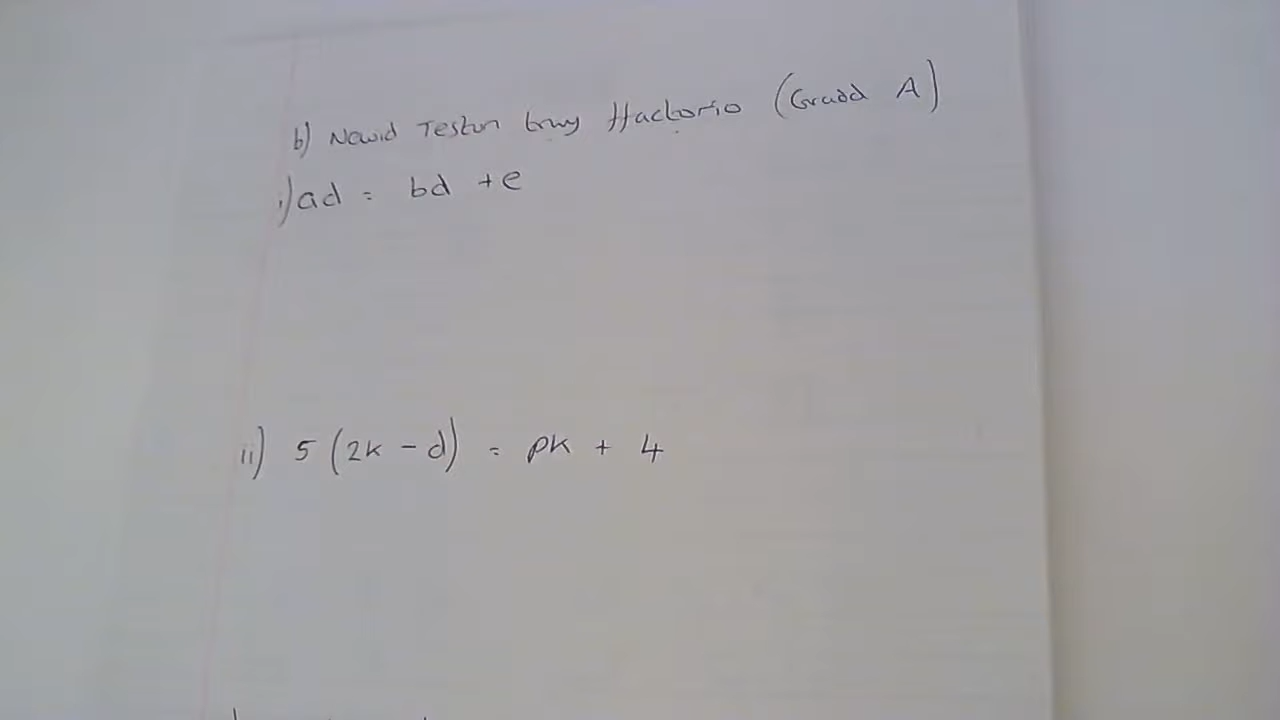 b) Newid Testun trwy Ffactorio (Gradd A)
i) ad = bd + e
ii) 5 (2k - d) = pk + 4